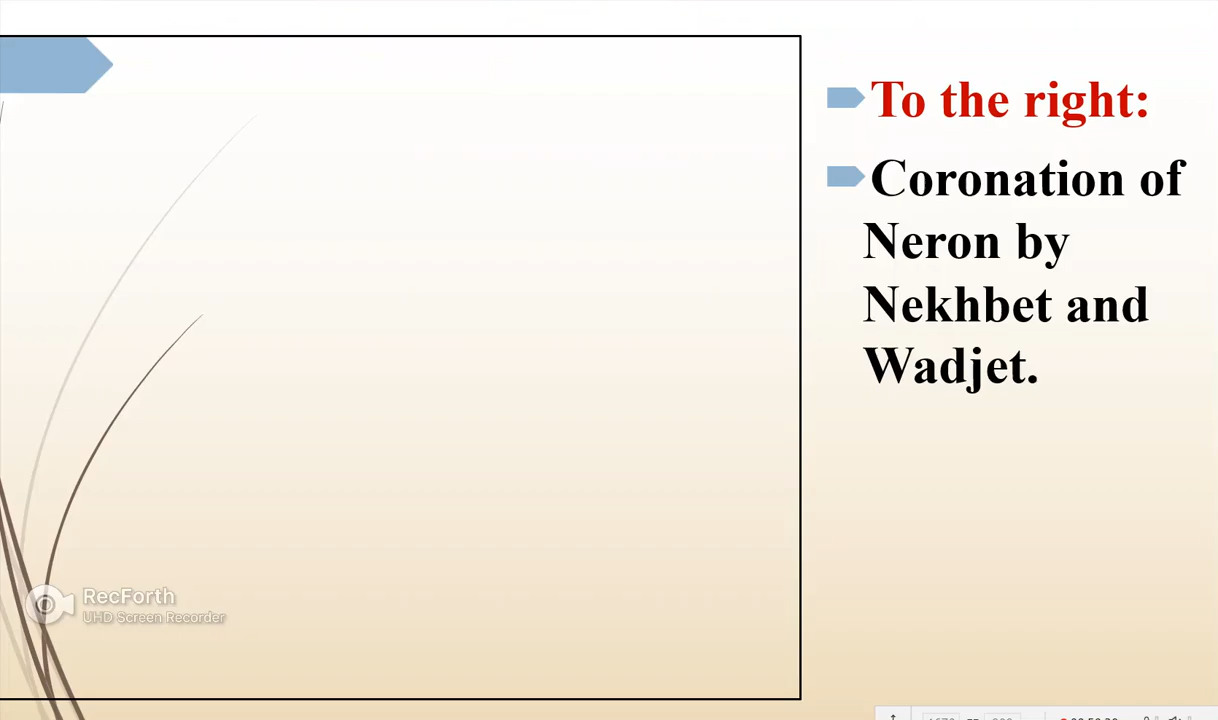 To the right:
Coronation of
Neron by
Nekhbet and
Wadjet.
RecForth
UHD Screen Recorder